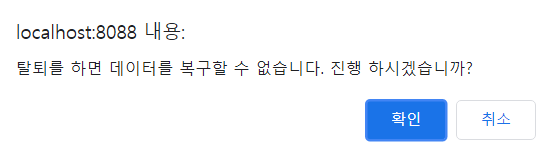 localhost:8088 내용:
탈퇴를 하면 데이터를 복구할 수 없습니다. 진행 하시겠습니까?
확인 취소